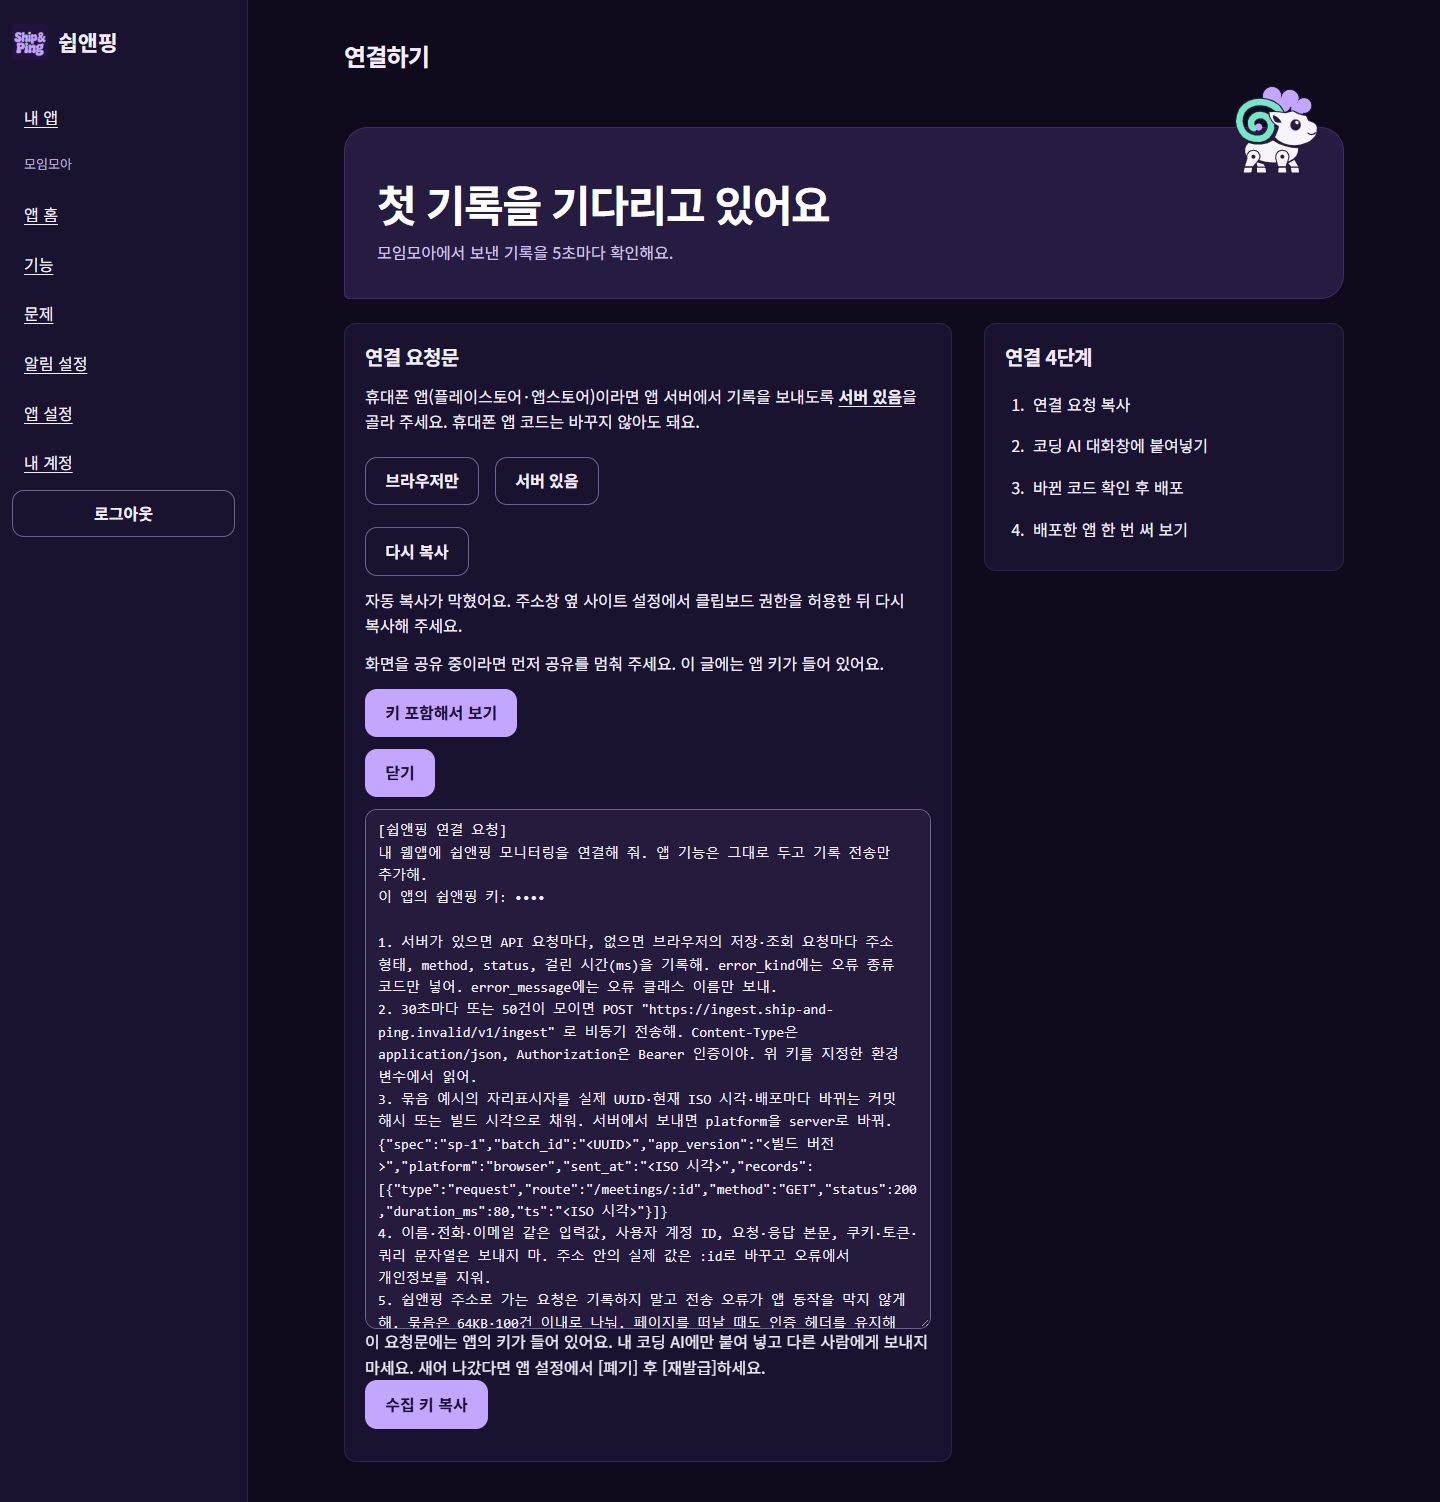 Ship&
Ping
쉽앤핑
내 앱
모임모아
앱 홈
기능
문제
알림 설정
앱 설정
내 계정
로그아웃
연결하기
첫 기록을 기다리고 있어요
모임모아에서 보낸 기록을 5초마다 확인해요.
연결 요청문
휴대폰 앱(플레이스토어·앱스토어)이라면 앱 서버에서 기록을 보내도록 서버 있음을
골라 주세요. 휴대폰 앱 코드는 바꾸지 않아도 돼요.
브라우저만
서버 있음
다시 복사
자동 복사가 막혔어요. 주소창 옆 사이트 설정에서 클립보드 권한을 허용한 뒤 다시
복사해 주세요.
화면을 공유 중이라면 먼저 공유를 멈춰 주세요. 이 글에는 앱 키가 들어 있어요.
키 포함해서 보기
닫기
[쉽앤핑 연결 요청]
내 웹앱에 쉽앤핑 모니터링을 연결해 줘. 앱 기능은 그대로 두고 기록 전송만
추가해.
이 앱의 쉽앤핑 키: ••••
1. 서버가 있으면 API 요청마다, 없으면 브라우저의 저장·조회 요청마다 주소
형태, method, status, 걸린 시간(ms)을 기록해. error_kind에는 오류 종류
코드만 넣어. error_message에는 오류 클래스 이름만 보내.
2. 30초마다 또는 50건이 모이면 POST "https://ingest.ship-and-
ping.invalid/v1/ingest" 로 비동기 전송해. Content-Type은
application/json, Authorization은 Bearer 인증이야. 위 키를 지정한 환경
변수에서 읽어.
3. 묶음 예시의 자리표시자를 실제 UUID·현재 ISO 시각·배포마다 바뀌는 커밋
해시 또는 빌드 시각으로 채워. 서버에서 보내면 platform을 server로 바꿔.
{"spec":"sp-1","batch_id":"<UUID>","app_version":"<빌드 버전
>","platform":"browser","sent_at":"<ISO 시각>","records":
[{"type":"request","route":"/meetings/:id","method":"GET","status":200
,"duration_ms":80,"ts":"<ISO 시각>"}]}
4. 이름·전화·이메일 같은 입력값, 사용자 계정 ID, 요청·응답 본문, 쿠키·토큰·
쿼리 문자열은 보내지 마. 주소 안의 실제 값은 :id로 바꾸고 오류에서
개인정보를 지워.
5. 쉽앤핑 주소로 가는 요청은 기록하지 말고 전송 오류가 앱 동작을 막지 않게
해. 묶음은 64KB·100건 이내로 나눠. 페이지를 떠날 때도 인증 헤더를 유지해
이 요청문에는 앱의 키가 들어 있어요. 내 코딩 AI에만 붙여 넣고 다른 사람에게 보내지
마세요. 새어 나갔다면 앱 설정에서 [폐기] 후 [재발급]하세요.
수집 키 복사
연결 4단계
1. 연결 요청 복사
2. 코딩 AI 대화창에 붙여넣기
3. 바뀐 코드 확인 후 배포
4. 배포한 앱 한 번 써 보기